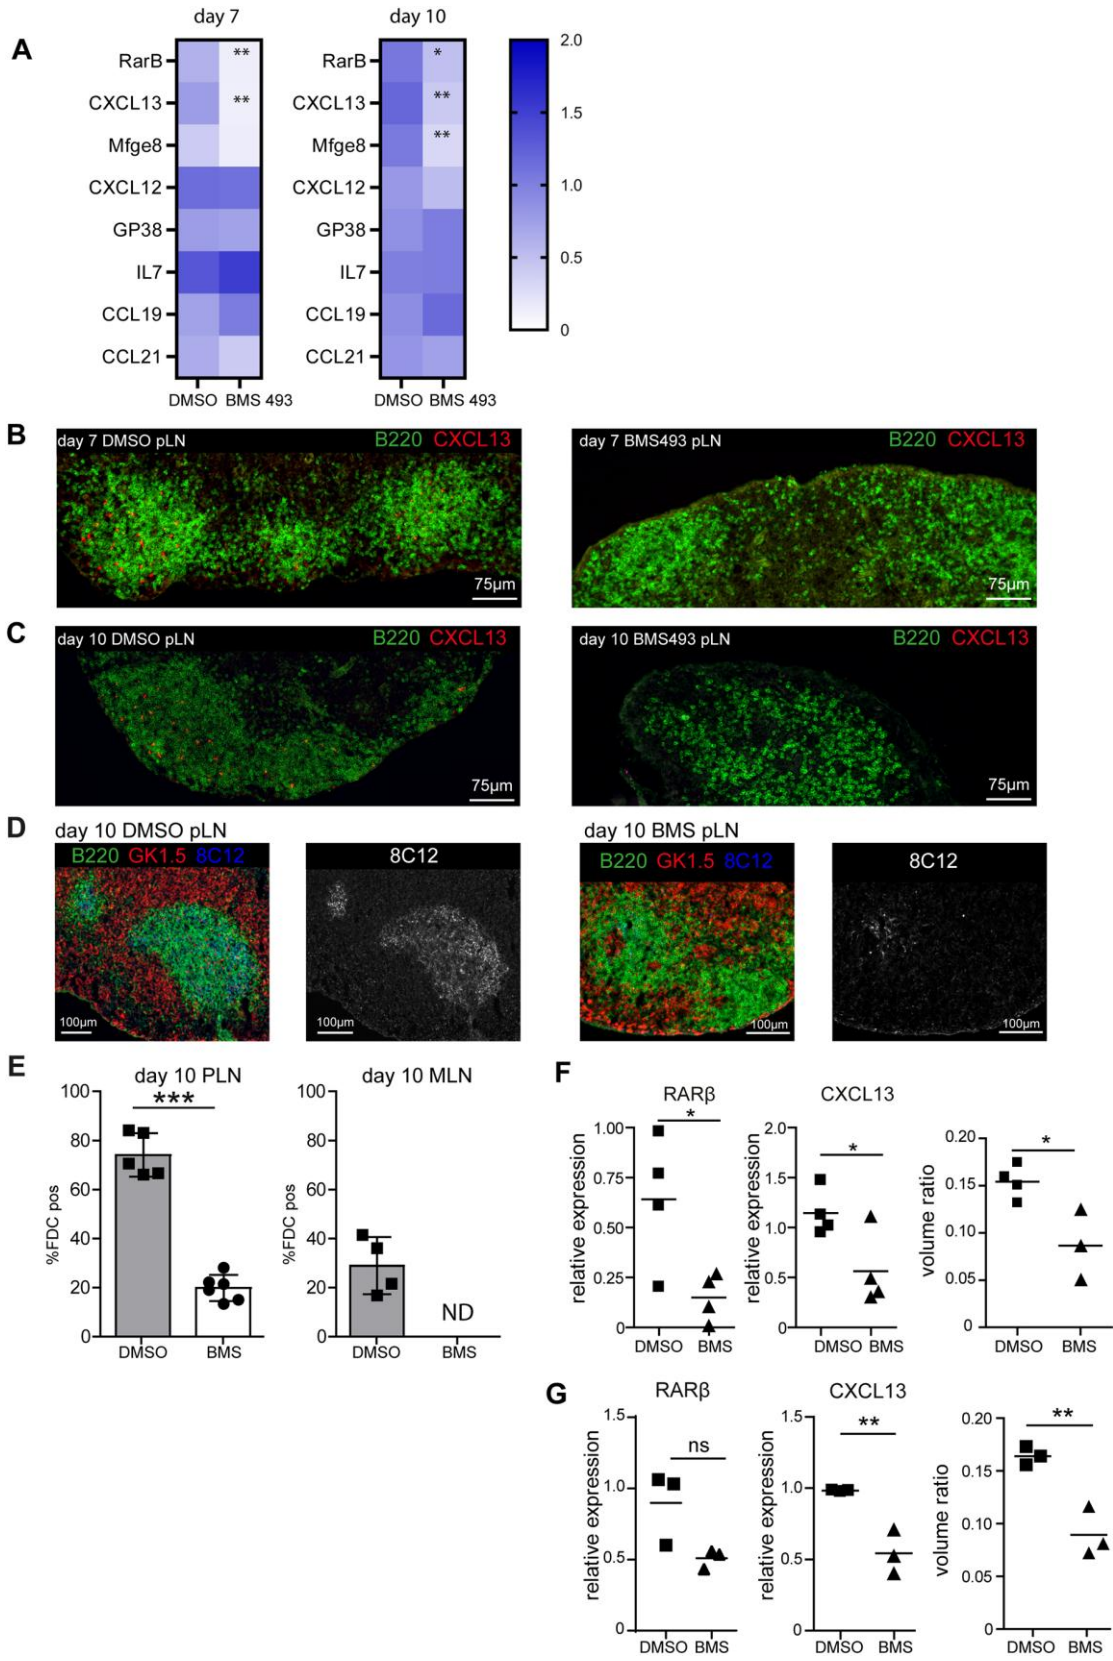 A
day 7
day 10
RarB
CXCL13
Mfge8
CXCL12
GP38
IL7
CCL19
CCL21
**
**
DMSO BMS 493
RarB
CXCL13
Mfge8
CXCL12
GP38
IL7
CCL19
CCL21
*
**
**
DMSO BMS 493
2.0
1.5
1.0
0.5
0
B
day 7 DMSO pLN B220 CXCL13
75µm
day 7 BMS493 pLN B220 CXCL13
75µm
C
day 10 DMSO pLN B220 CXCL13
75µm
day 10 BMS493 pLN B220 CXCL13
75µm
D
day 10 DMSO pLN
B220 GK1.5 8C12
100µm
8C12
100µm
day 10 BMS pLN
B220 GK1.5 8C12
100µm
8C12
100µm
E
day 10 PLN
***
%FDC pos
100
80
60
40
20
0
DMSO BMS
day 10 MLN
%FDC pos
100
80
60
40
20
0
ND
DMSO BMS
F
RARβ
*
relative expression
1.00
0.75
0.50
0.25
0
DMSO BMS
CXCL13
*
relative expression
2.0
1.5
1.0
0.5
0
DMSO BMS
*
volume ratio
0.20
0.15
0.10
0.05
0
DMSO BMS
G
RARβ
ns
relative expression
1.5
1.0
0.5
0
DMSO BMS
CXCL13
**
relative expression
1.5
1.0
0.5
0
DMSO BMS
**
volume ratio
0.20
0.15
0.10
0.05
0
DMSO BMS